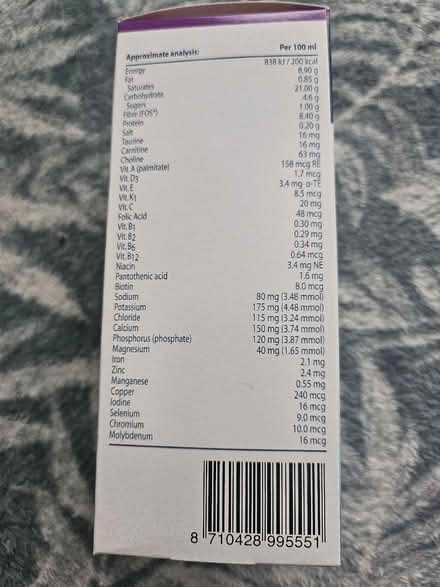 Approximate analysis: Per 100 ml
Energy 838 kJ / 200 kcal
Fat 8.90 g
Saturates 0.85 g
Carbohydrate 21.00 g
Sugars 4.6 g
Fibre (FOS*) 1.00 g
Protein 8.40 g
Salt 0.20 g
Taurine 16 mg
Carnitine 16 mg
Choline 63 mg
Vit. A (palmitate) 158 mcg RE
Vit. D3 1.7 mcg
Vit. E 3.4 mg α-TE
Vit. K1 8.5 mcg
Vit. C 20 mg
Folic Acid 48 mcg
Vit. B1 0.30 mg
Vit. B2 0.29 mg
Vit. B6 0.34 mg
Vit. B12 0.64 mcg
Niacin 3.4 mg NE
Pantothenic acid 1.6 mg
Biotin 8.0 mcg
Sodium 80 mg (3.48 mmol)
Potassium 175 mg (4.48 mmol)
Chloride 115 mg (3.24 mmol)
Calcium 150 mg (3.74 mmol)
Phosphorus (phosphate) 120 mg (3.87 mmol)
Magnesium 40 mg (1.65 mmol)
Iron 2.1 mg
Zinc 2.4 mg
Manganese 0.55 mg
Copper 240 mcg
Iodine 16 mcg
Selenium 9.0 mcg
Chromium 10.0 mcg
Molybdenum 16 mcg
8 710428 995551